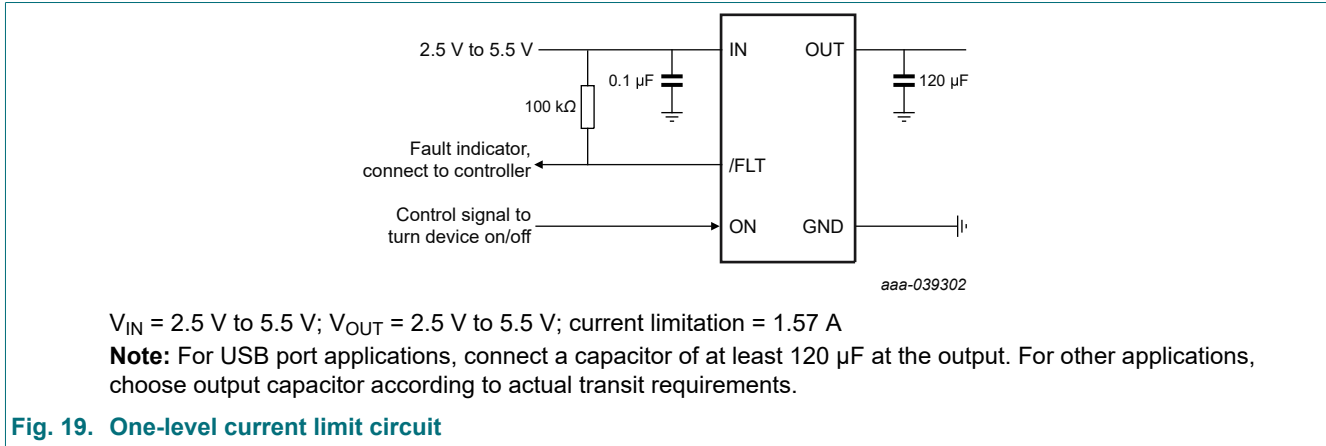 2.5 V to 5.5 V
IN
OUT
0.1 µF
120 µF
100 kΩ
Fault indicator,
connect to controller
/FLT
Control signal to
turn device on/off
ON
GND
aaa-039302
V_IN = 2.5 V to 5.5 V; V_OUT = 2.5 V to 5.5 V; current limitation = 1.57 A
Note: For USB port applications, connect a capacitor of at least 120 µF at the output. For other applications,
choose output capacitor according to actual transit requirements.
Fig. 19. One-level current limit circuit